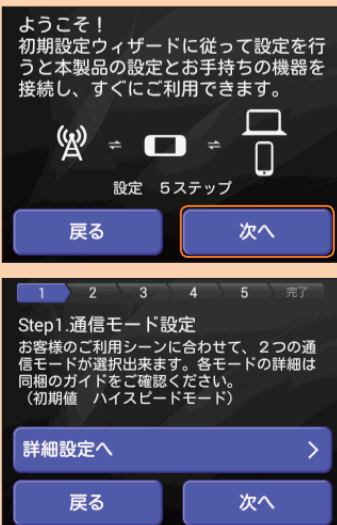 ようこそ！
初期設定ウィザードに従って設定を行
うと本製品の設定とお手持ちの機器を
接続し、すぐにご利用できます。
設定　5ステップ
戻る　次へ
1 2 3 4 5 完了
Step1.通信モード設定
お客様のご利用シーンに合わせて、２つの通
信モードが選択出来ます。各モードの詳細は
同梱のガイドをご確認ください。
（初期値　ハイスピードモード）
詳細設定へ
戻る　次へ